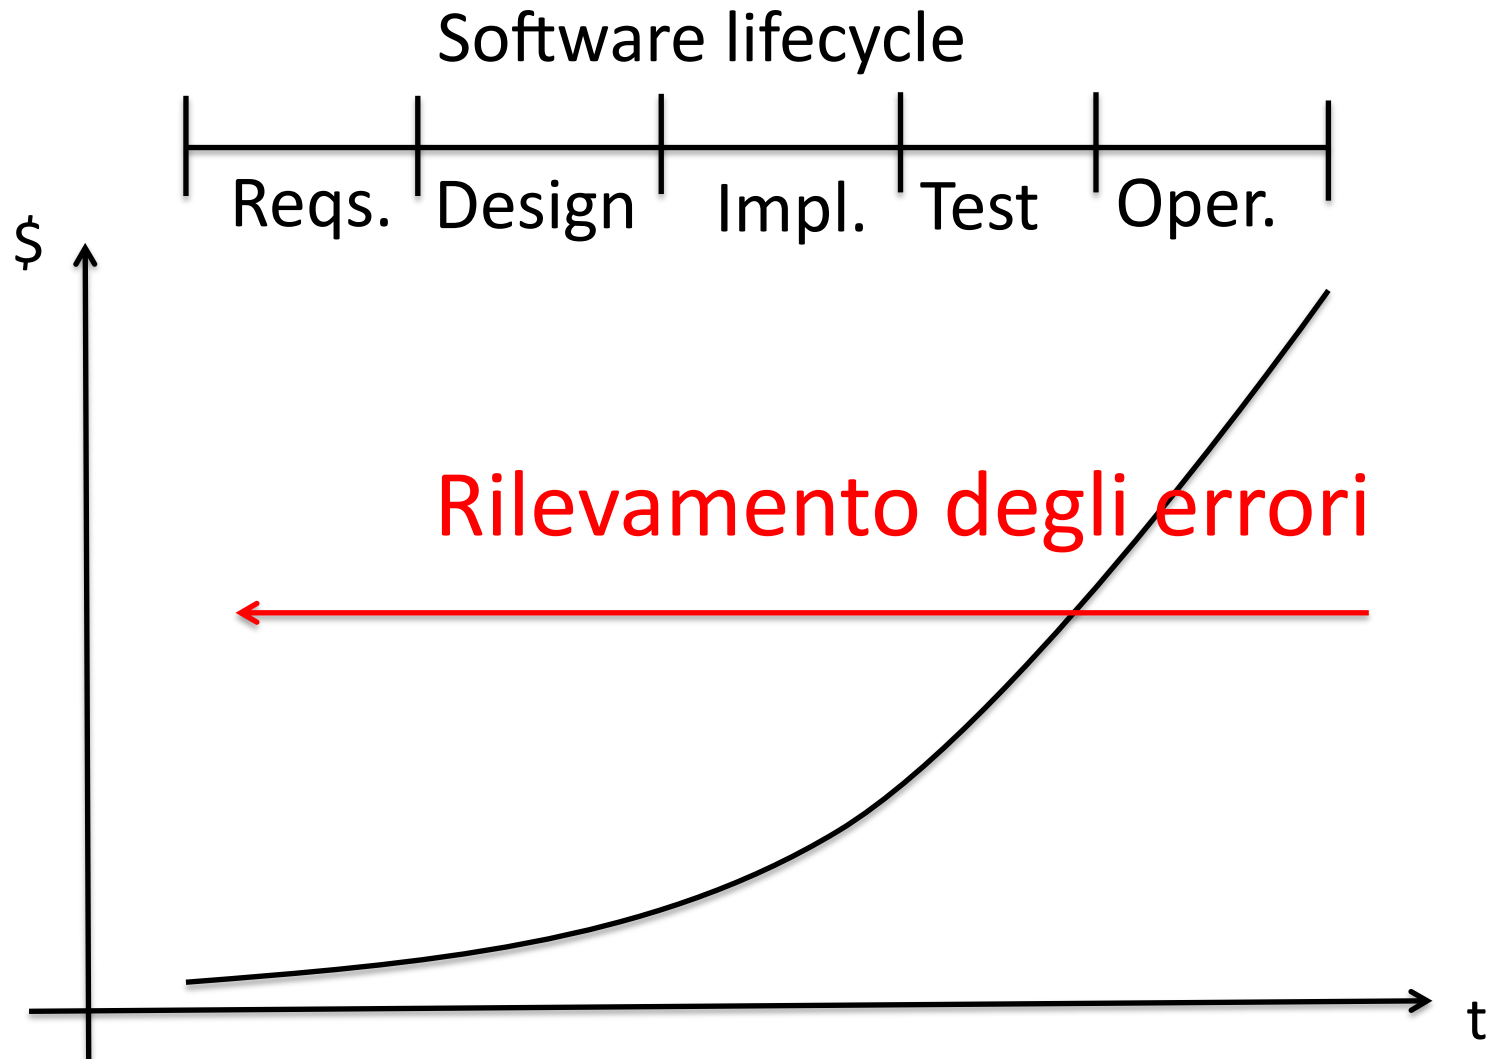 Software lifecycle
Reqs. Design Impl. Test Oper.
$
Rilevamento degli errori
t